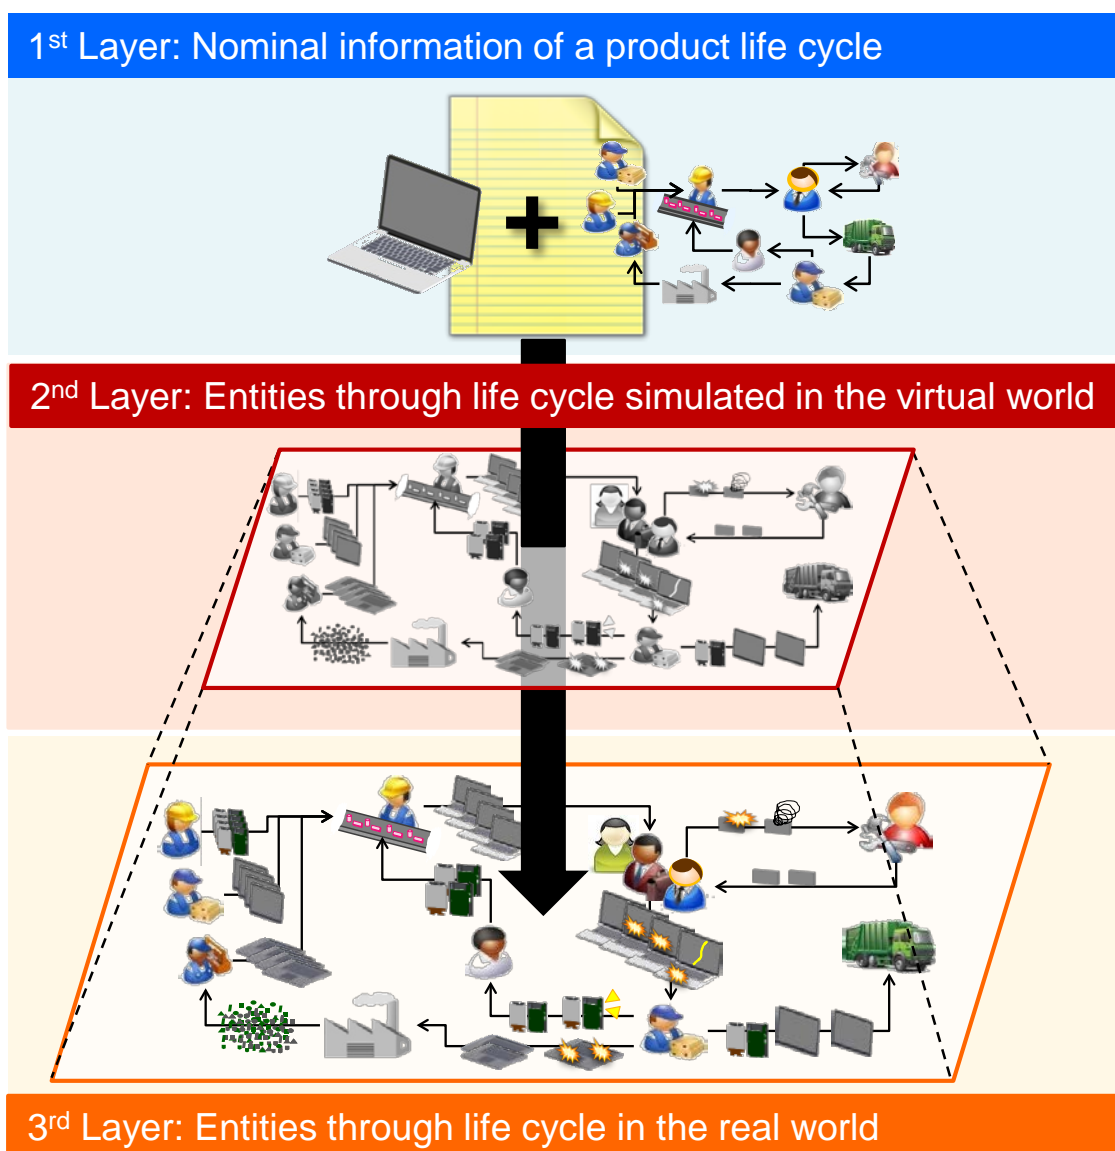 1st Layer: Nominal information of a product life cycle
2nd Layer: Entities through life cycle simulated in the virtual world
3rd Layer: Entities through life cycle in the real world